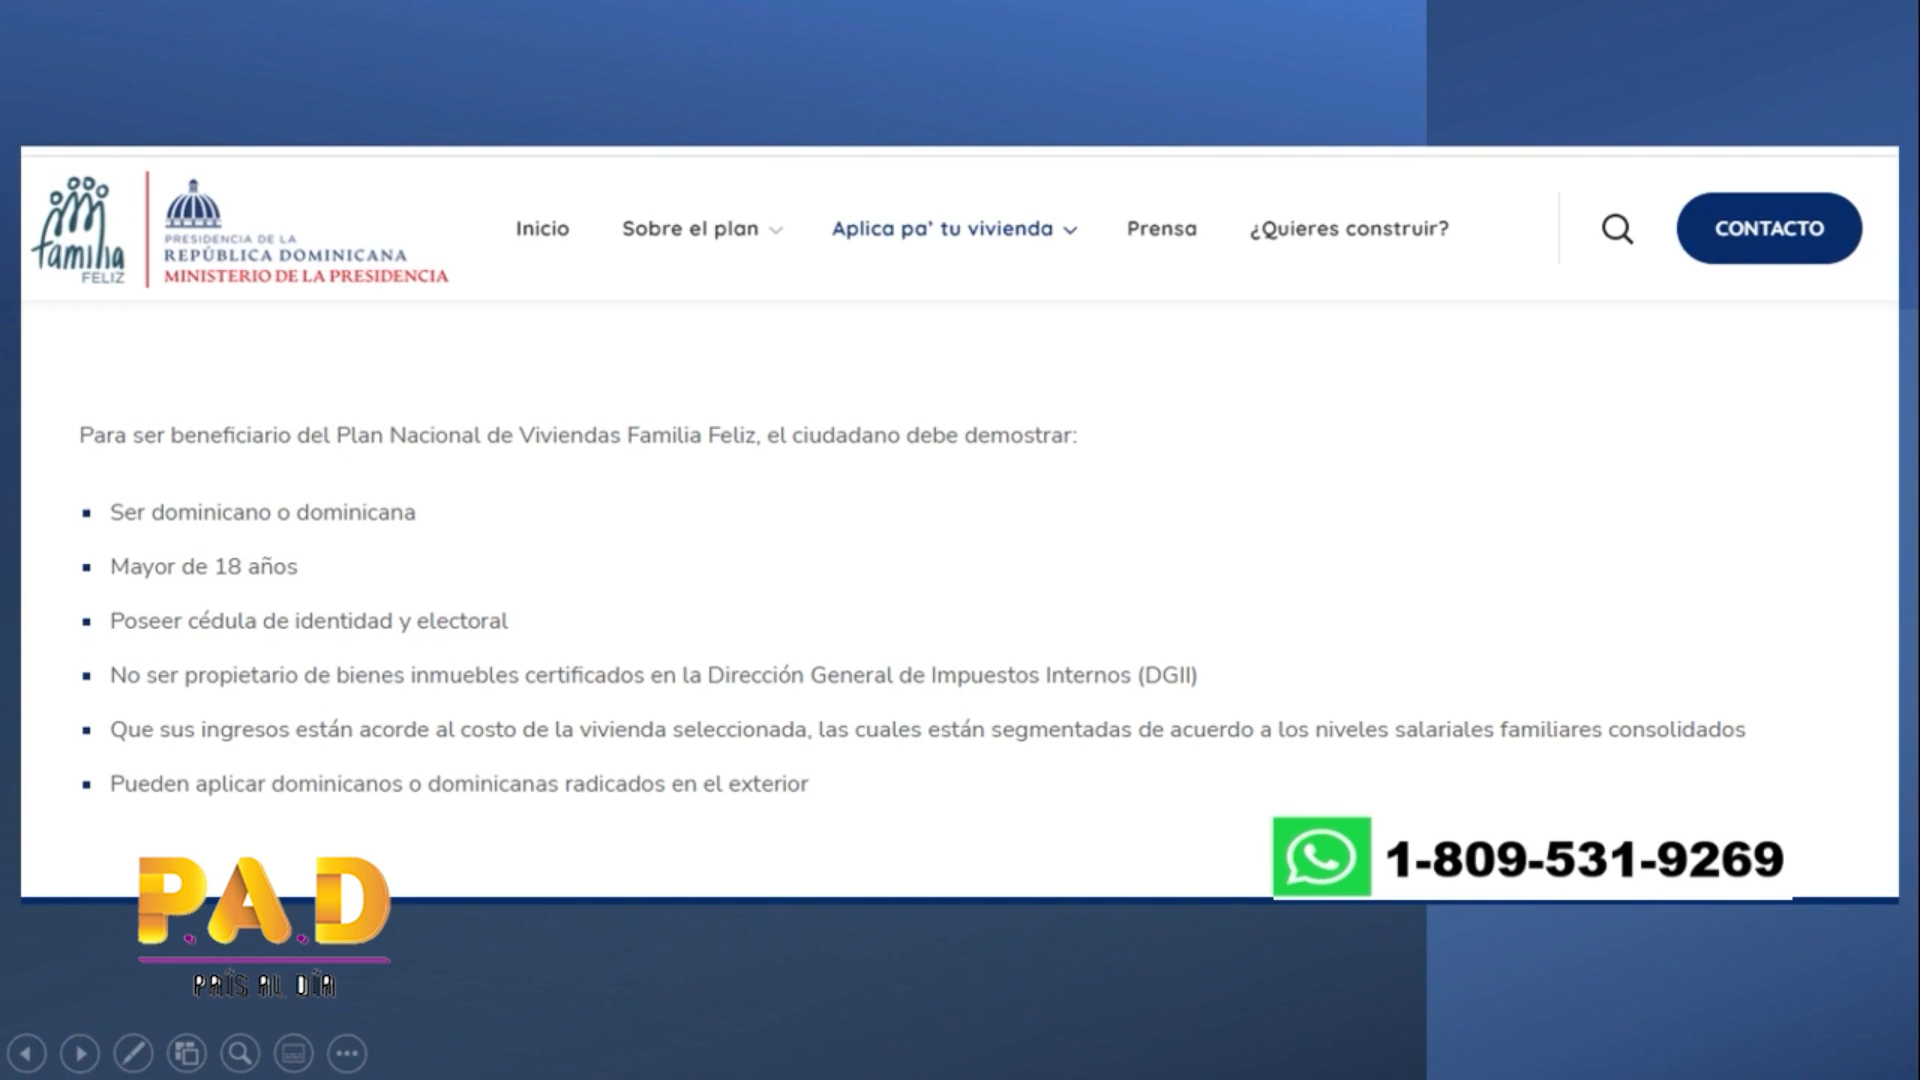 familia
FELIZ
PRESIDENCIA DE LA
REPÚBLICA DOMINICANA
MINISTERIO DE LA PRESIDENCIA
Inicio
Sobre el plan
Aplica pa' tu vivienda
Prensa
¿Quieres construir?
CONTACTO
Para ser beneficiario del Plan Nacional de Viviendas Familia Feliz, el ciudadano debe demostrar:
Ser dominicano o dominicana
Mayor de 18 años
Poseer cédula de identidad y electoral
No ser propietario de bienes inmuebles certificados en la Dirección General de Impuestos Internos (DGII)
Que sus ingresos están acorde al costo de la vivienda seleccionada, las cuales están segmentadas de acuerdo a los niveles salariales familiares consolidados
Pueden aplicar dominicanos o dominicanas radicados en el exterior
1-809-531-9269
P.A.D
PAÍS AL DÍA